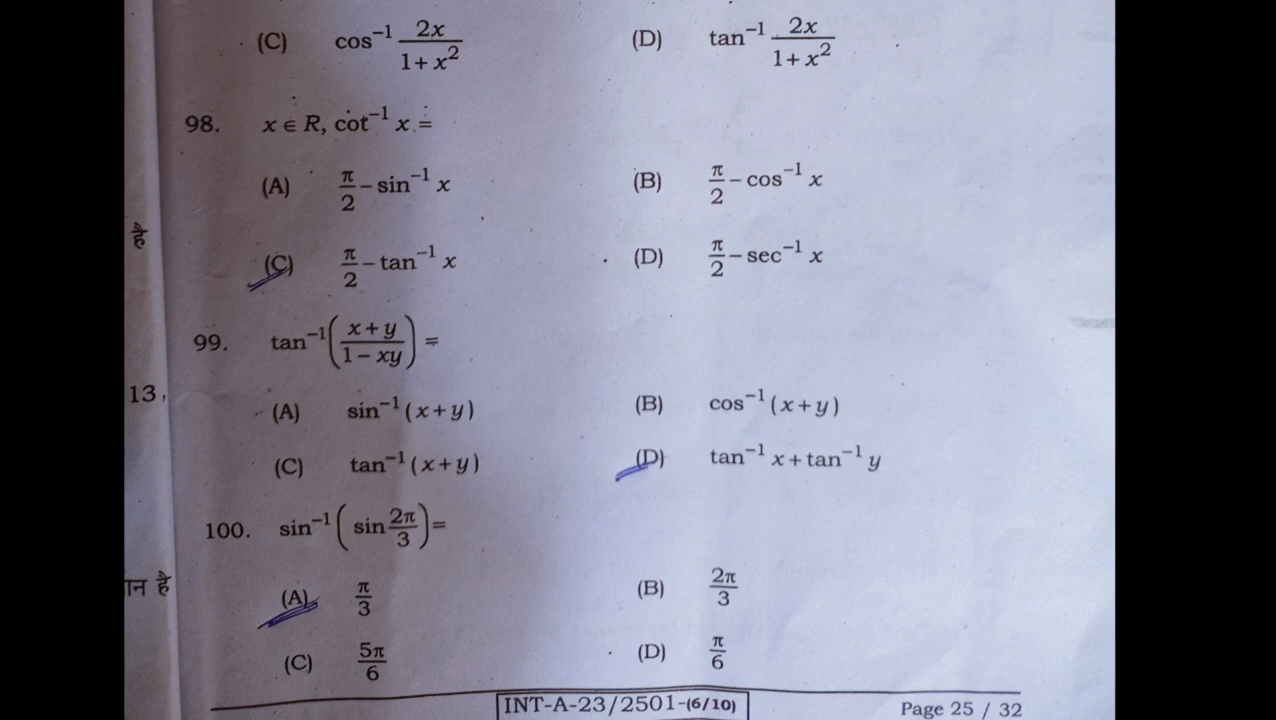 (C) cos⁻¹ 2x/(1+x²) (D) tan⁻¹ 2x/(1+x²)
98. x ∈ R, cot⁻¹ x =
(A) π/2 − sin⁻¹ x (B) π/2 − cos⁻¹ x
है
(C) π/2 − tan⁻¹ x (D) π/2 − sec⁻¹ x
99. tan⁻¹((x+y)/(1−xy)) =
13,
(A) sin⁻¹(x+y) (B) cos⁻¹(x+y)
(C) tan⁻¹(x+y) (D) tan⁻¹ x + tan⁻¹ y
100. sin⁻¹(sin 2π/3) =
है
(A) π/3 (B) 2π/3
(C) 5π/6 (D) π/6
INT-A-23/2501-(6/10) Page 25 / 32